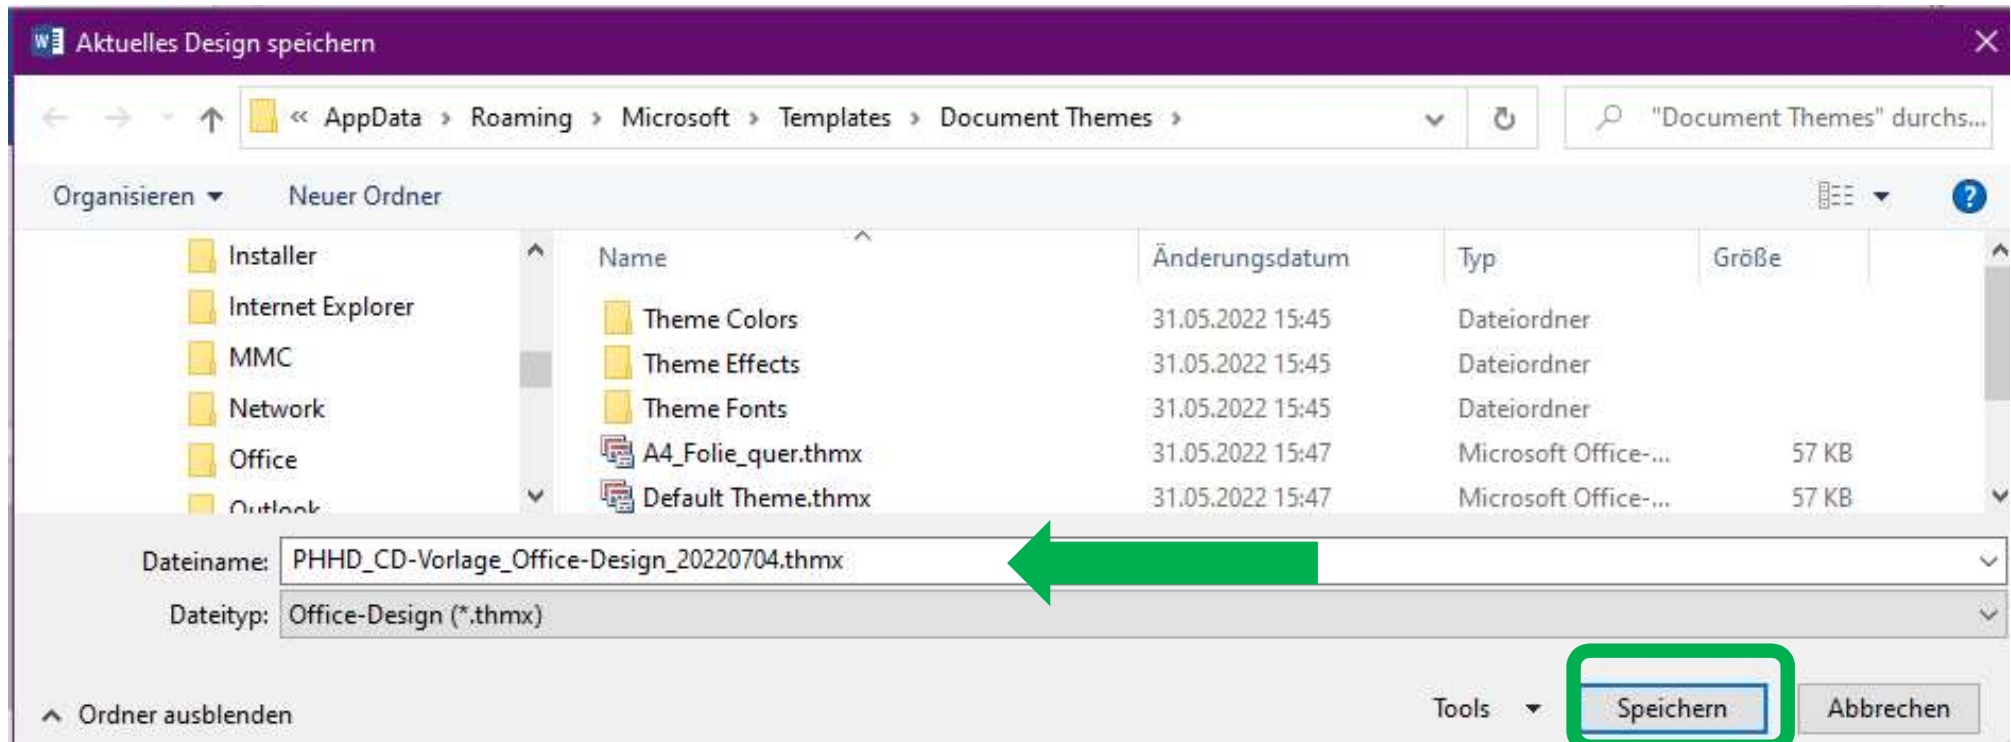 Aktuelles Design speichern
« AppData › Roaming › Microsoft › Templates › Document Themes ›
"Document Themes" durchs...
Organisieren Neuer Ordner
Installer
Internet Explorer
MMC
Network
Office
Outlook
Name Änderungsdatum Typ Größe
Theme Colors 31.05.2022 15:45 Dateiordner
Theme Effects 31.05.2022 15:45 Dateiordner
Theme Fonts 31.05.2022 15:45 Dateiordner
A4_Folie_quer.thmx 31.05.2022 15:47 Microsoft Office-... 57 KB
Default Theme.thmx 31.05.2022 15:47 Microsoft Office-... 57 KB
Dateiname: PHHD_CD-Vorlage_Office-Design_20220704.thmx
Dateityp: Office-Design (*.thmx)
Ordner ausblenden Tools Speichern Abbrechen